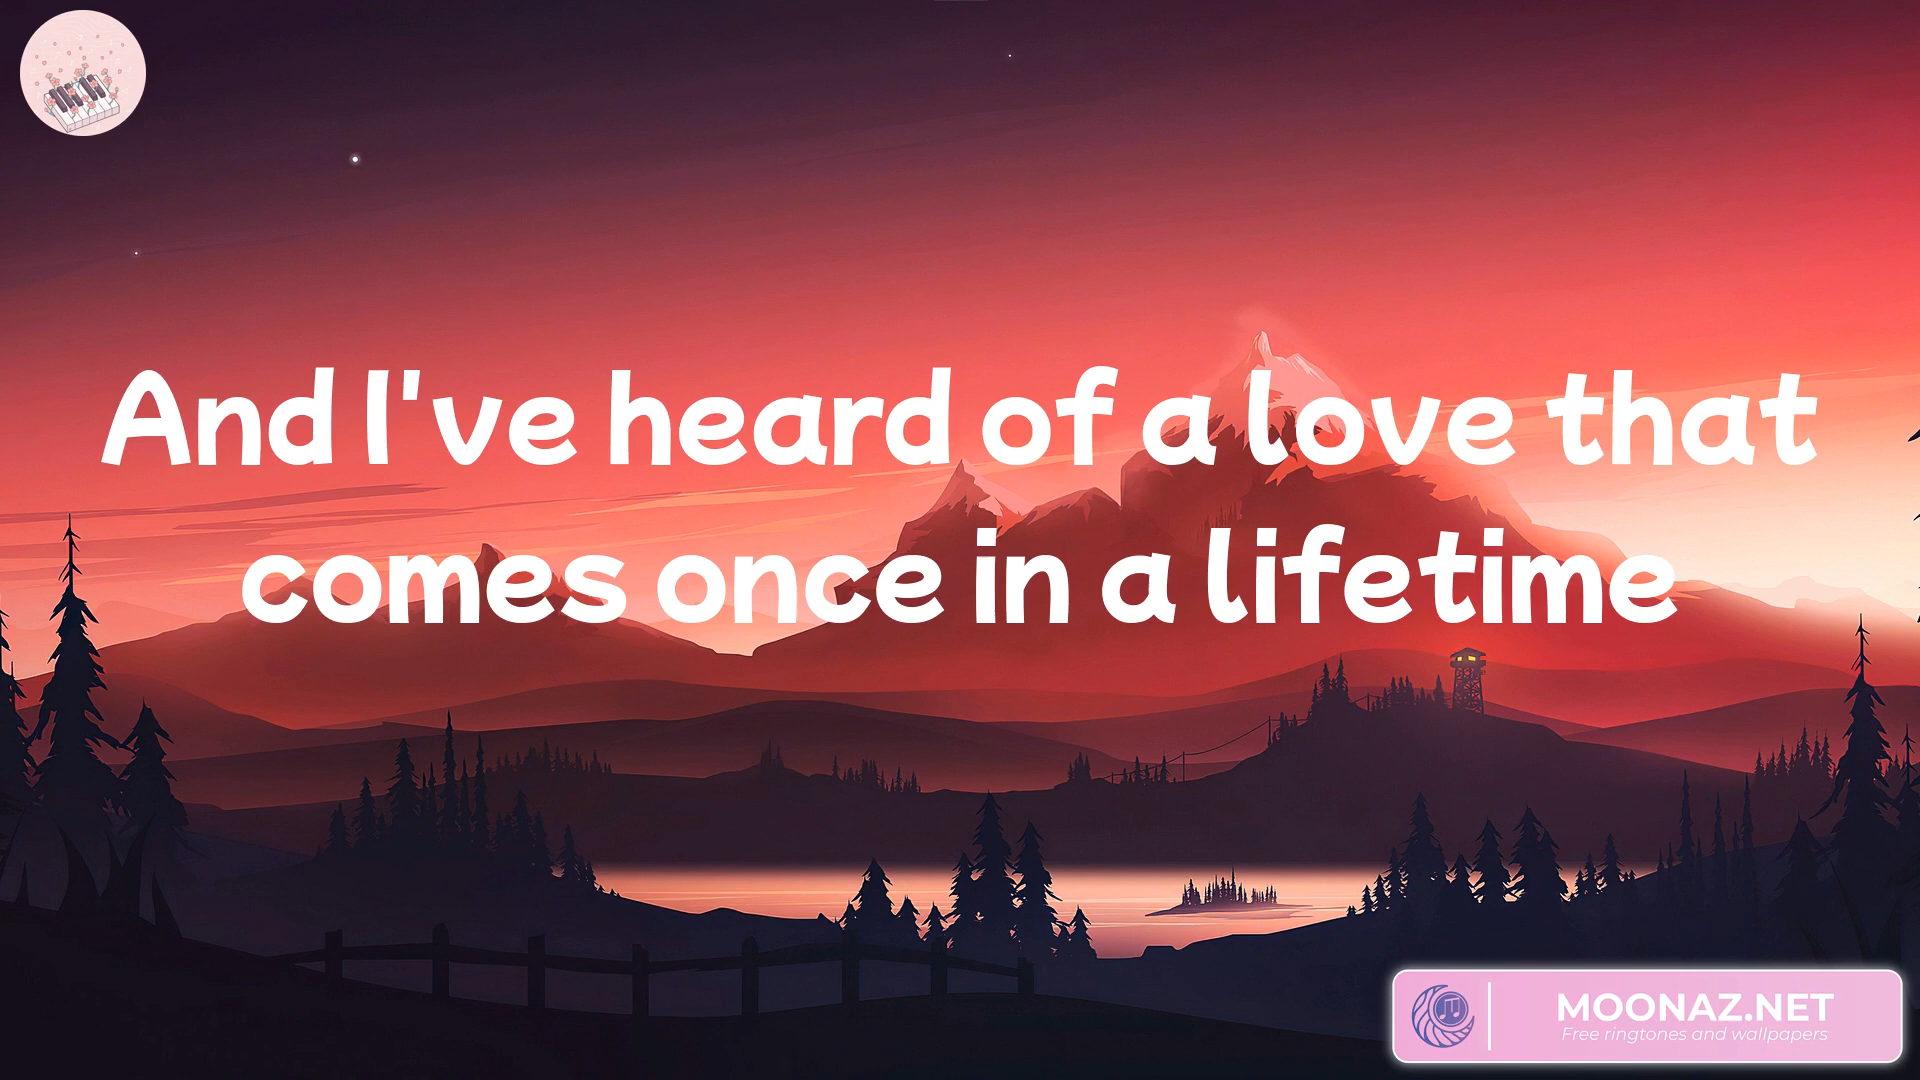 And I've heard of a love that
comes once in a lifetime
MOONAZ.NET
Free ringtones and wallpapers